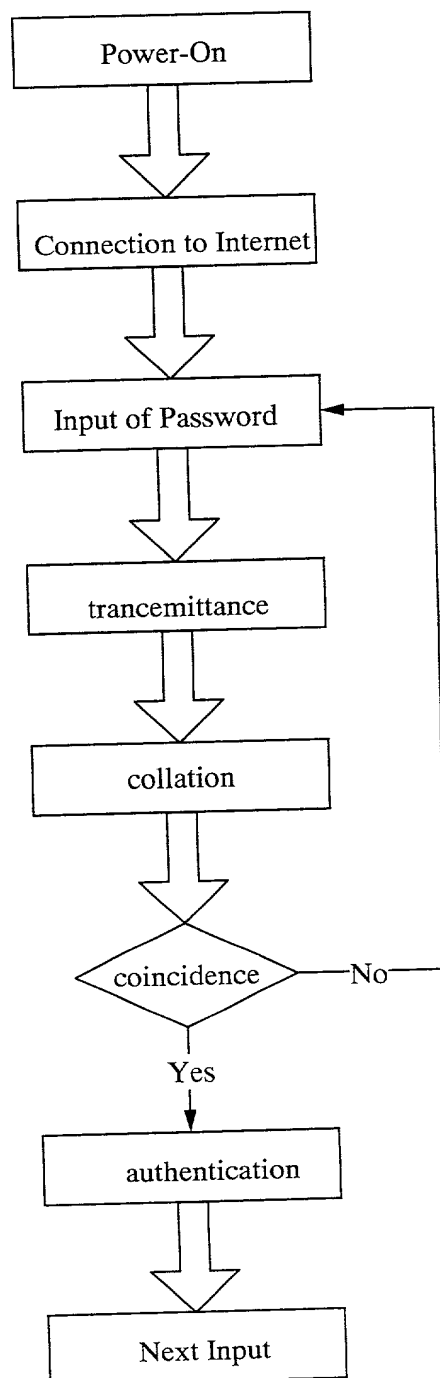 Power-On
Connection to Internet
Input of Password
trancemittance
collation
coincidence
No
Yes
authentication
Next Input